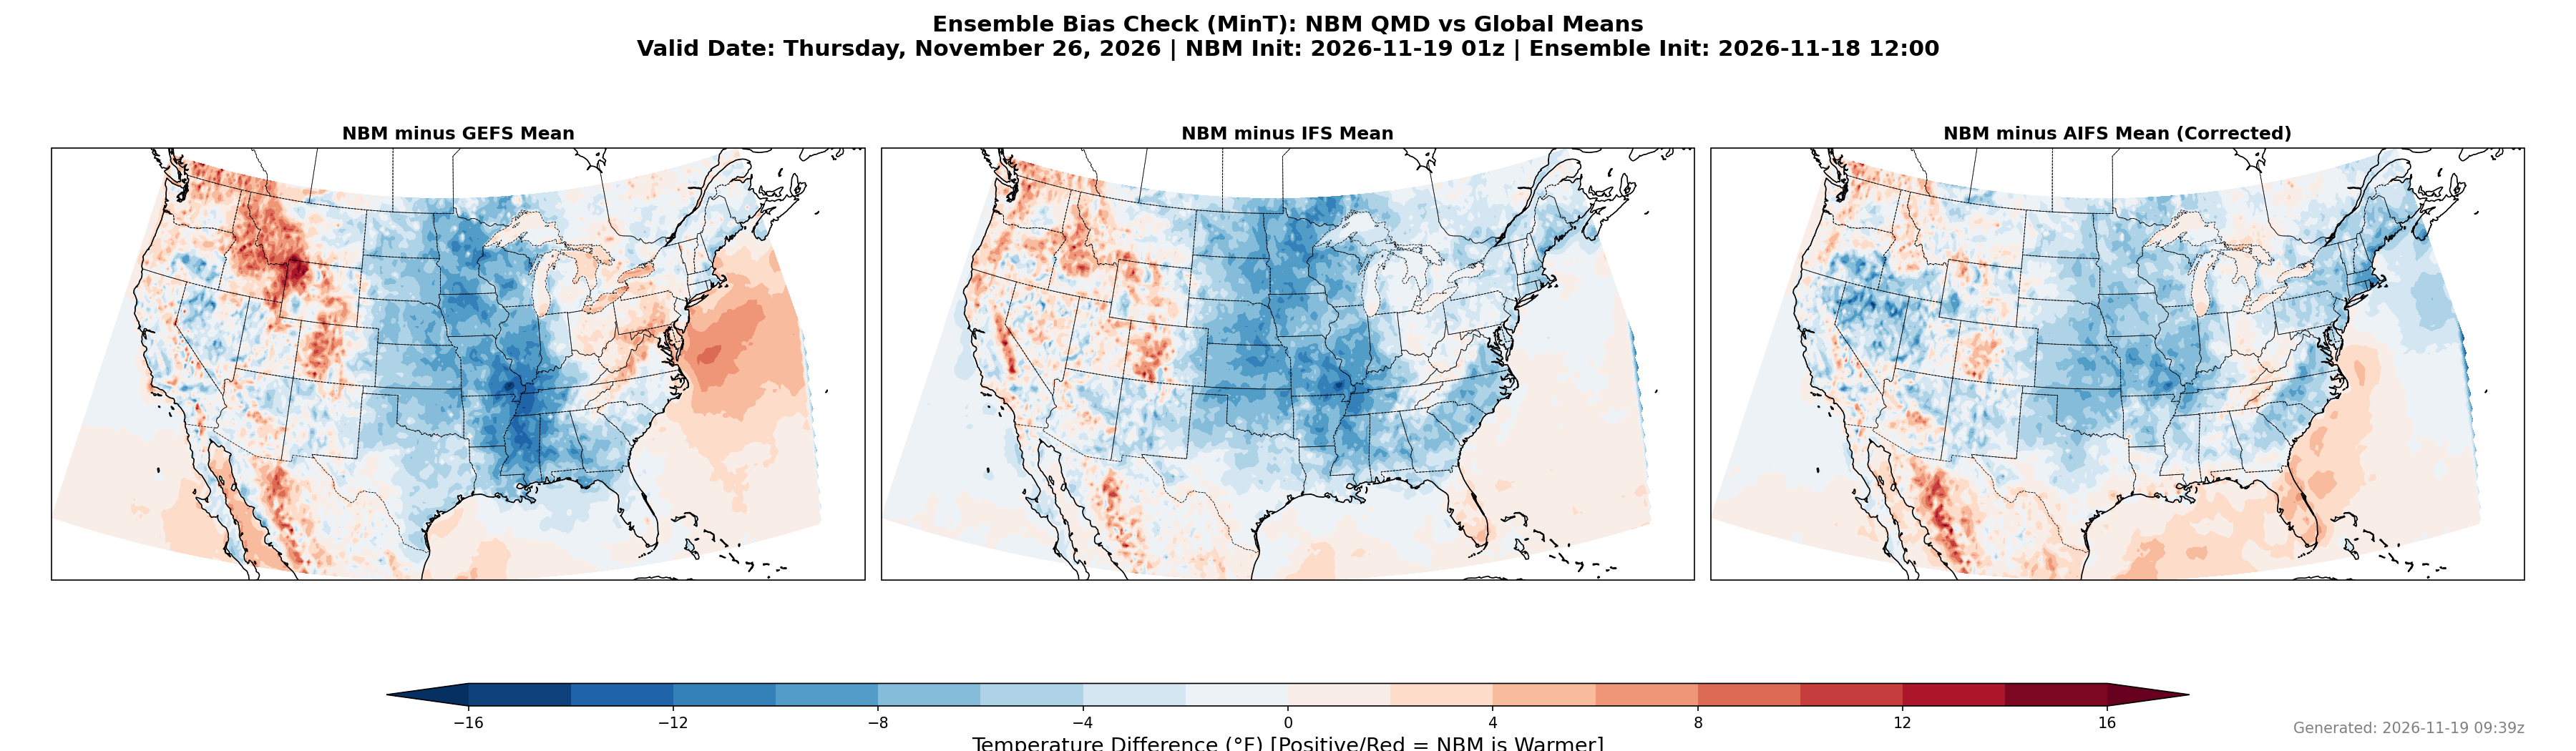 Ensemble Bias Check (MinT): NBM QMD vs Global Means
Valid Date: Thursday, November 26, 2026 | NBM Init: 2026-11-19 01z | Ensemble Init: 2026-11-18 12:00
NBM minus GEFS Mean
NBM minus IFS Mean
NBM minus AIFS Mean (Corrected)
−16 −12 −8 −4 0 4 8 12 16
Temperature Difference (°F) [Positive/Red = NBM is Warmer]
Generated: 2026-11-19 09:39z